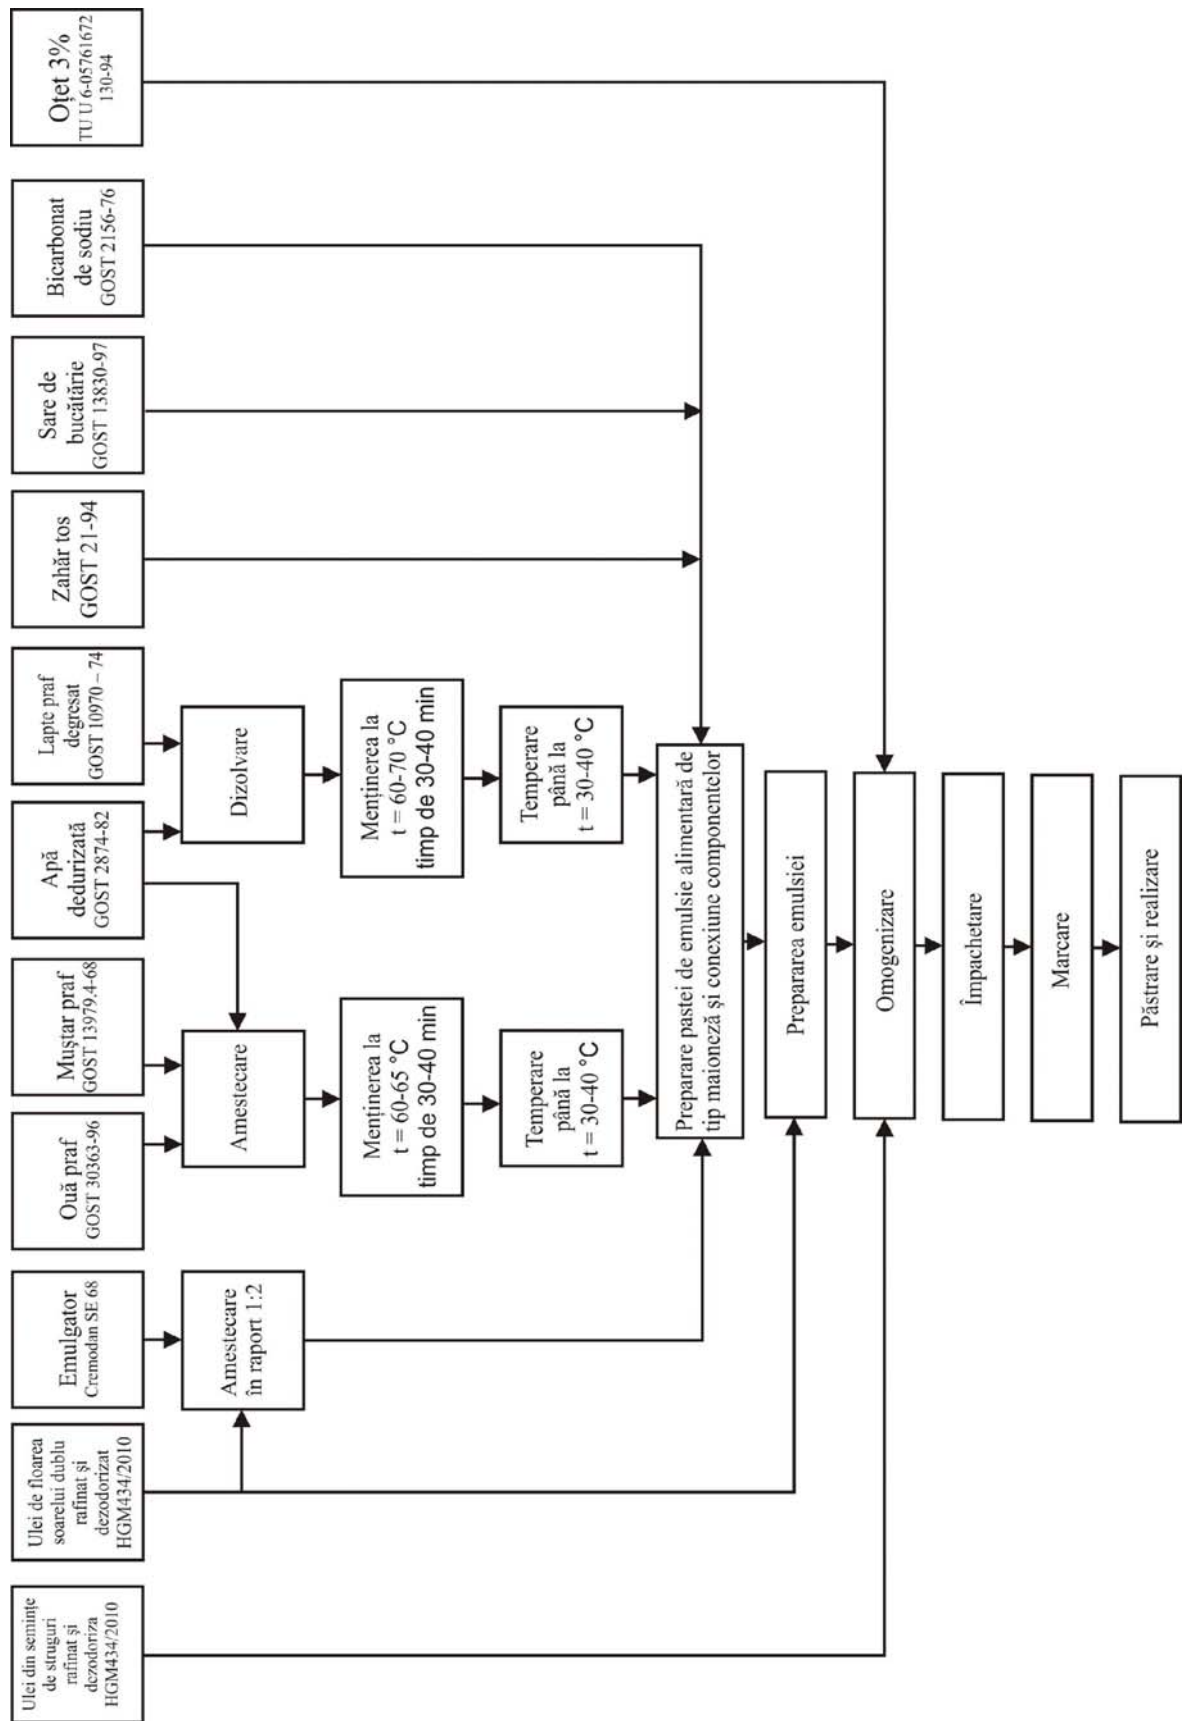 Ulei din semințe
de struguri
rafinat și
dezodoriza
HGM434/2010
Ulei de floarea
soarelui dublu
rafinat și
dezodorizat
HGM434/2010
Emulgator
Cremodan SE 68
Ouă praf
GOST 30363-96
Muștar praf
GOST 13979.4-68
Apă
dedurizată
GOST 2874-82
Lapte praf
degresat
GOST 10970 – 74
Zahăr tos
GOST 21-94
Sare de
bucătărie
GOST 13830-97
Bicarbonat
de sodiu
GOST 2156-76
Oțet 3%
TU U 6-05761672
130-94
Amestecare
în raport 1:2
Amestecare
Dizolvare
Menținerea la
t = 60-65 °C
timp de 30-40 min
Menținerea la
t = 60-70 °C
timp de 30-40 min
Temperare
până la
t = 30-40 °C
Temperare
până la
t = 30-40 °C
Preparare pastei de emulsie alimentară de
tip maioneză și conexiune componentelor
Prepararea emulsiei
Omogenizare
Împachetare
Marcare
Păstrare și realizare